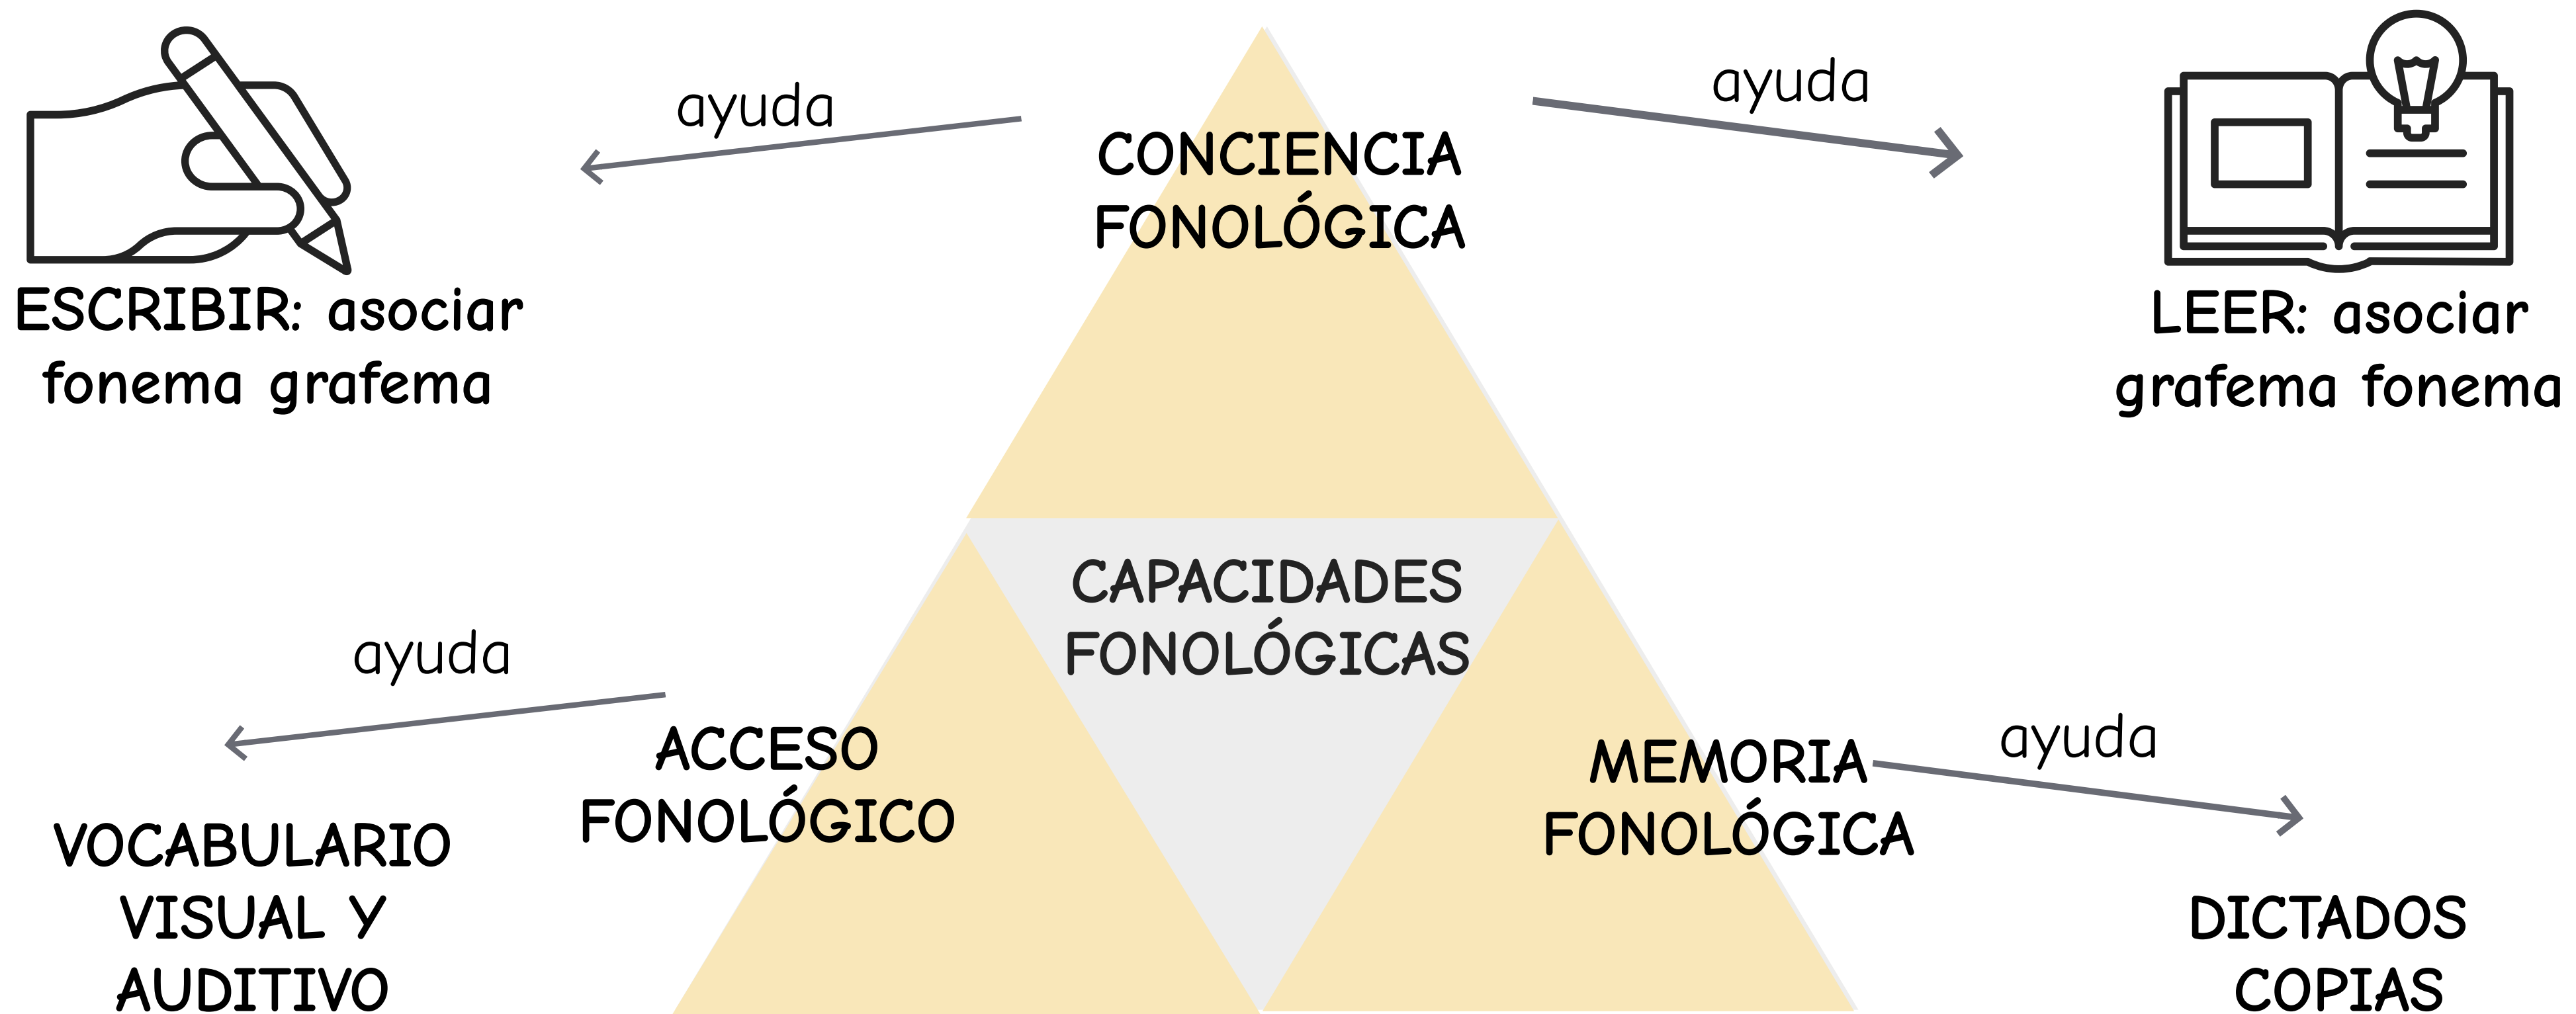 ayuda
ayuda
CONCIENCIA
FONOLÓGICA
ESCRIBIR: asociar
fonema grafema
LEER: asociar
grafema fonema
CAPACIDADES
FONOLÓGICAS
ayuda
ACCESO
FONOLÓGICO
MEMORIA
FONOLÓGICA
ayuda
VOCABULARIO
VISUAL Y
AUDITIVO
DICTADOS
COPIAS